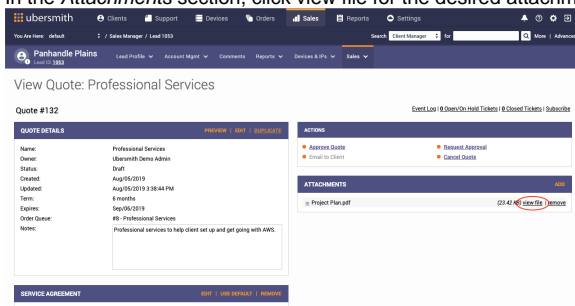 In the Attachments section, click view file for the desired attachm
ubersmith Clients Support Devices Orders Sales Reports Settings
You Are Here: default / Sales Manager / Lead 1053 Search Client Manager for More | Advance
Panhandle Plains Lead Profile Account Mgmt Comments Reports Devices & IPs Sales
Lead ID: 1053
View Quote: Professional Services
Quote #132 Event Log | 0 Open/On Hold Tickets | 0 Closed Tickets | Subscribe
QUOTE DETAILS PREVIEW | EDIT | DUPLICATE
Name: Professional Services
Owner: Ubersmith Demo Admin
Status: Draft
Created: Aug/05/2019
Updated: Aug/05/2019 3:38:44 PM
Term: 6 months
Expires: Sep/06/2019
Order Queue: #8 - Professional Services
Notes: Professional services to help client set up and get going with AWS.
ACTIONS
Approve Quote Request Approval
Email to Client Cancel Quote
ATTACHMENTS ADD
Project Plan.pdf (23.42 KB) view file | remove
SERVICE AGREEMENT EDIT | USE DEFAULT | REMOVE